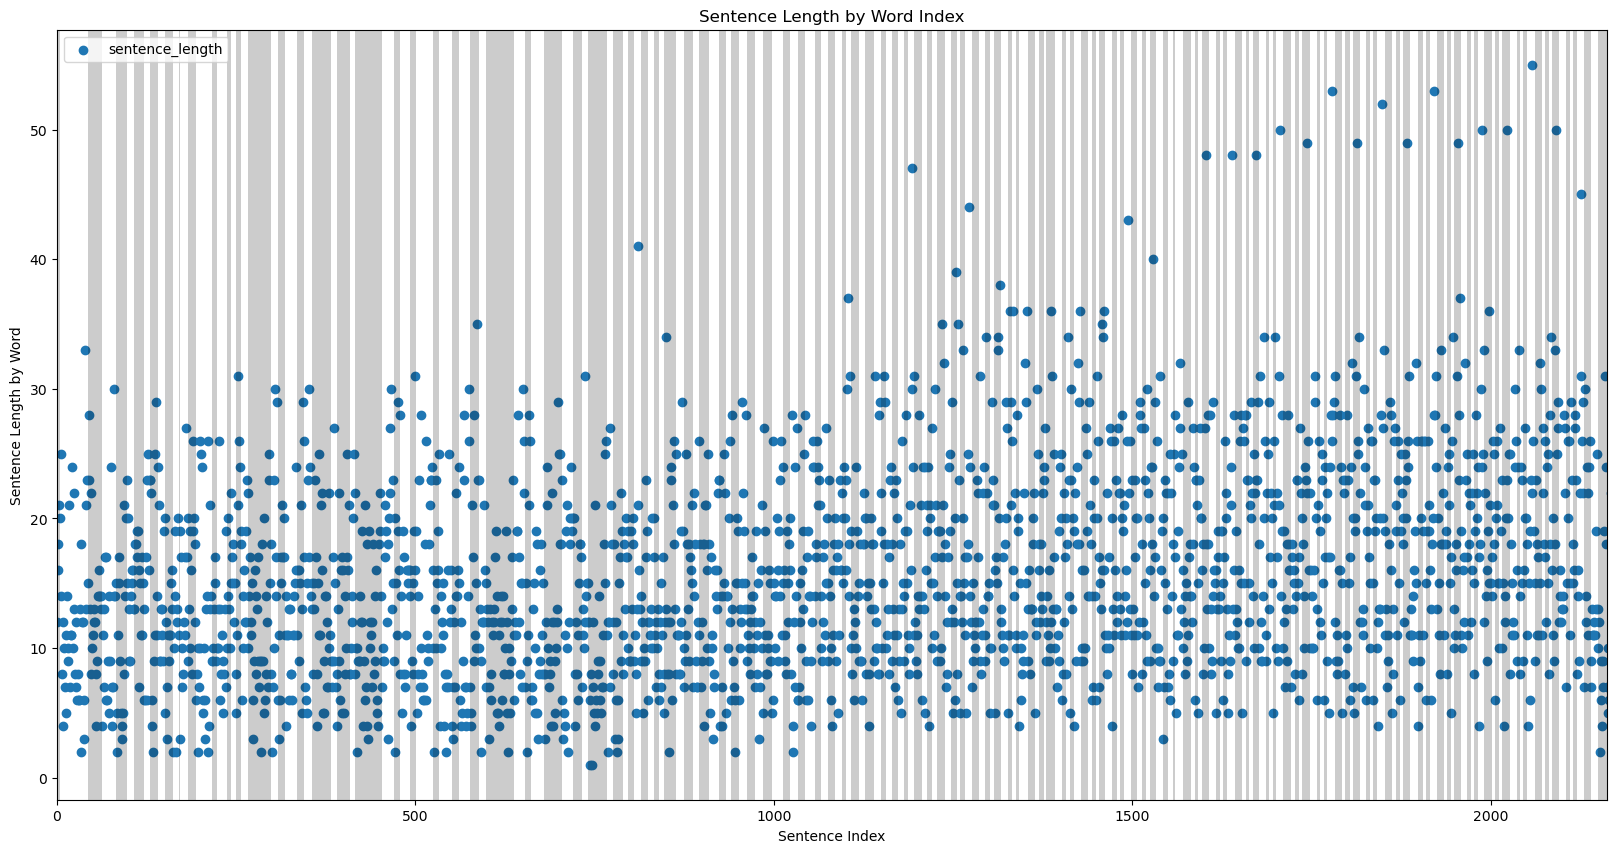 Sentence Length by Word Index
sentence_length
Sentence Length by Word
50
40
30
20
10
0
0 500 1000 1500 2000
Sentence Index